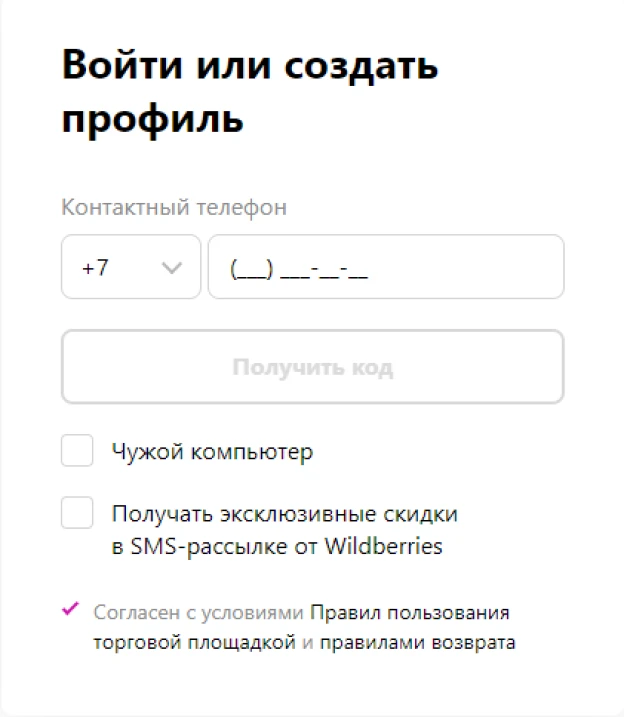 Войти или создать
профиль
Контактный телефон
+7
(___) ___-__-__
Получить код
Чужой компьютер
Получать эксклюзивные скидки
в SMS-рассылке от Wildberries
Согласен с условиями Правил пользования
торговой площадкой и правилами возврата